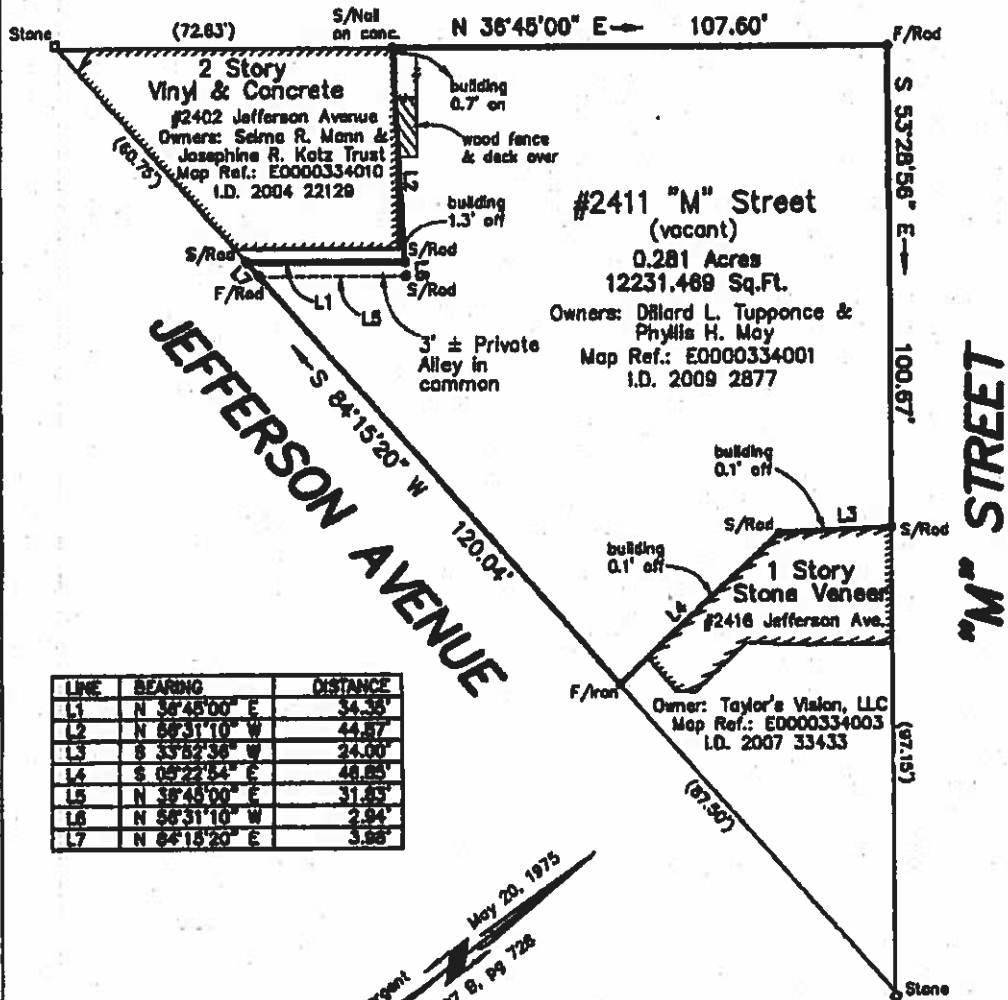 Stone
(72.83')
S/Nail
on conc.
N 36°45'00" E
107.60'
F/Rod
2 Story
Vinyl & Concrete
#2402 Jefferson Avenue
Owners: Selma R. Mann &
Josephine R. Katz Trust
Map Ref.: E0000334010
I.D. 2004 22129
(60.75')
building
0.7' on
wood fence
& deck over
L2
building
1.3' off
S/Rod
S/Rod
L6
S/Rod
L7
F/Rod
L1
L5
3' ± Private
Alley in
common
#2411 "M" Street
(vacant)
0.281 Acres
12231.469 Sq.Ft.
Owners: Dillard L. Tupponce &
Phyllis H. May
Map Ref.: E0000334001
I.D. 2009 2877
S 53°28'56" E
100.67'
"M" STREET
JEFFERSON AVENUE
S 84°15'20" W
120.04'
building
0.1' off
S/Rod
L3
S/Rod
building
0.1' off
L4
1 Story
Stone Veneer
#2416 Jefferson Ave.
F/Iron
Owner: Taylor's Vision, LLC
Map Ref.: E0000334003
I.D. 2007 33433
(97.15')
(87.50')
Stone
LINE BEARING DISTANCE
L1 N 36°45'00" E 34.36'
L2 N 56°31'10" W 44.57'
L3 S 33°52'36" W 24.00'
L4 S 05°22'54" E 46.85'
L5 N 36°45'00" E 31.83'
L6 N 56°31'10" W 2.94'
L7 N 84°15'20" E 3.98'
May 20, 1975
B, pg 728